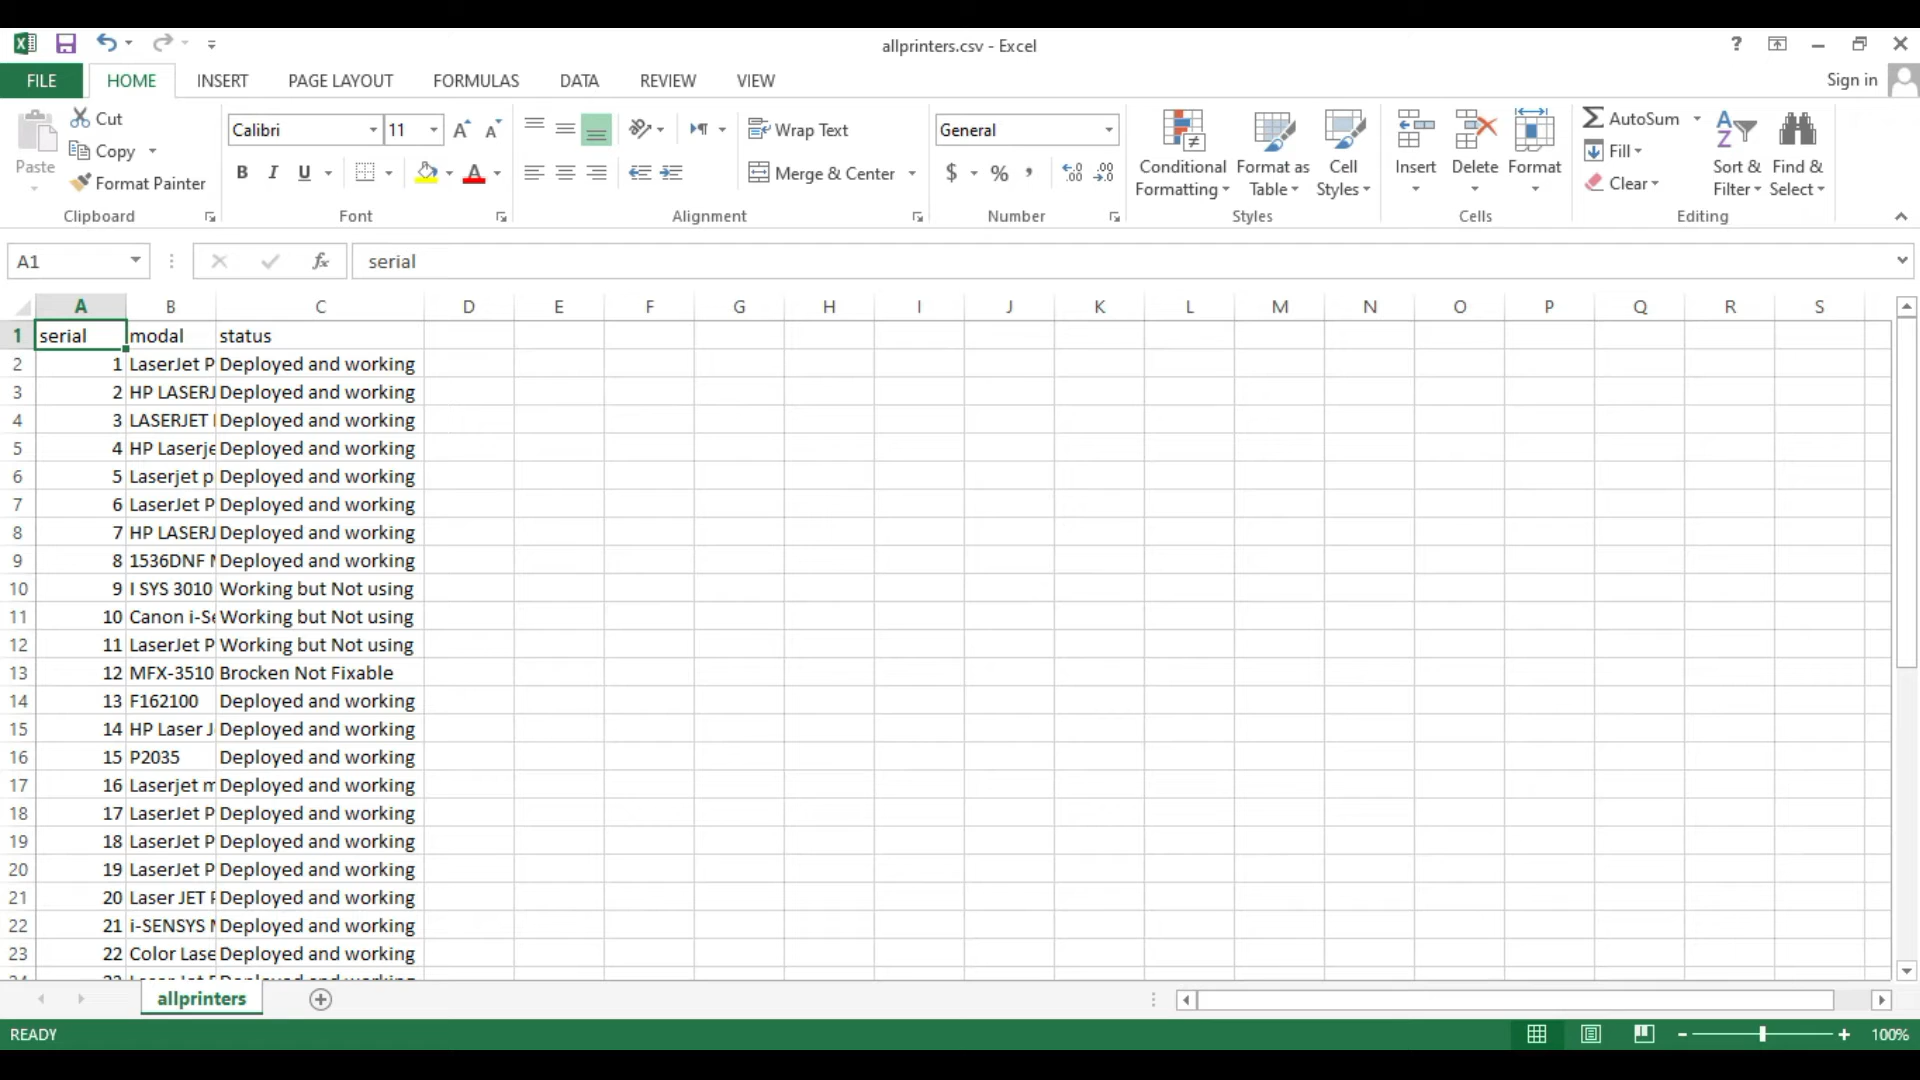 allprinters.csv - Excel
FILE HOME INSERT PAGE LAYOUT FORMULAS DATA REVIEW VIEW Sign in
Paste Cut
Copy
Format Painter
Clipboard
Calibri 11
B I U A
Font
Wrap Text
Merge & Center
Alignment
General
$ % ,
Number
Conditional Formatting
Format as Table
Cell Styles
Styles
Insert Delete Format
Cells
AutoSum
Fill
Clear
Sort & Filter
Find & Select
Editing
A1 fx serial
A B C D E F G H I J K L M N O P Q R S
1 serial modal status
2 1 LaserJet P Deployed and working
3 2 HP LASERJ Deployed and working
4 3 LASERJET Deployed and working
5 4 HP Laserje Deployed and working
6 5 Laserjet p Deployed and working
7 6 LaserJet P Deployed and working
8 7 HP LASERJ Deployed and working
9 8 1536DNF Deployed and working
10 9 I SYS 3010 Working but Not using
11 10 Canon i-Se Working but Not using
12 11 LaserJet P Working but Not using
13 12 MFX-3510 Brocken Not Fixable
14 13 F162100 Deployed and working
15 14 HP Laser J Deployed and working
16 15 P2035 Deployed and working
17 16 Laserjet m Deployed and working
18 17 LaserJet P Deployed and working
19 18 LaserJet P Deployed and working
20 19 LaserJet P Deployed and working
21 20 Laser JET Deployed and working
22 21 i-SENSYS Deployed and working
23 22 Color Lase Deployed and working
allprinters
READY 100%